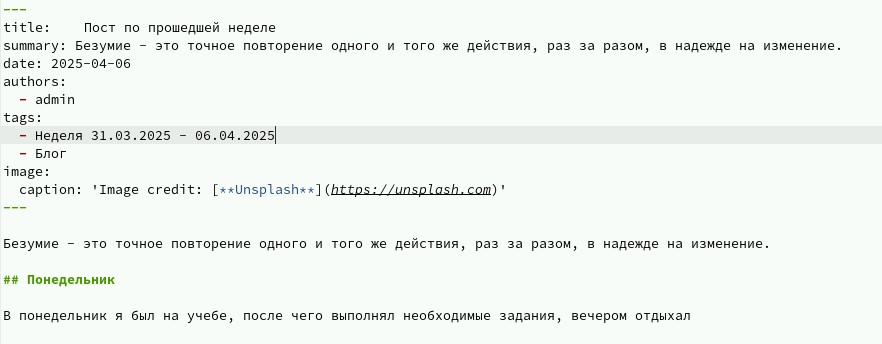 ---
title:    Пост по прошедшей неделе
summary: Безумие - это точное повторение одного и того же действия, раз за разом, в надежде на изменение.
date: 2025-04-06
authors:
  - admin
tags:
  - Неделя 31.03.2025 - 06.04.2025
  - Блог
image:
  caption: 'Image credit: [**Unsplash**](https://unsplash.com)'
---
Безумие - это точное повторение одного и того же действия, раз за разом, в надежде на изменение.
## Понедельник
В понедельник я был на учебе, после чего выполнял необходимые задания, вечером отдыхал